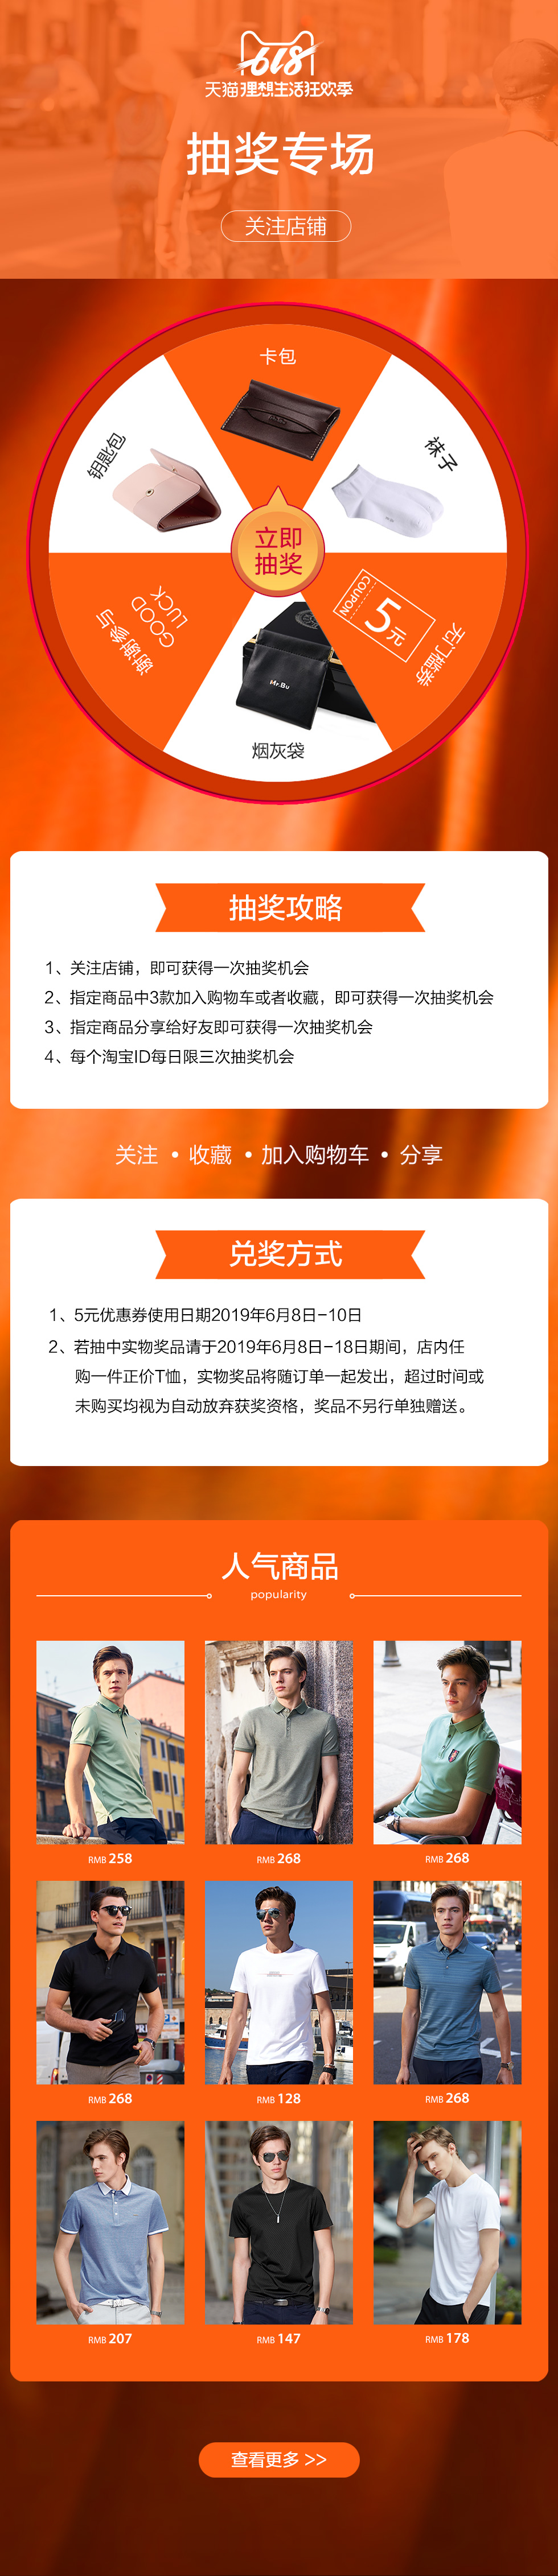 618
天猫理想生活狂欢季
抽奖专场
关注店铺
卡包
钥匙包
袜子
立即
抽奖
谢谢参与
GOOD
LUCK
COUPON
5元
无门槛券
Mr.Bu
烟灰袋
抽奖攻略
1、关注店铺，即可获得一次抽奖机会
2、指定商品中3款加入购物车或者收藏，即可获得一次抽奖机会
3、指定商品分享给好友即可获得一次抽奖机会
4、每个淘宝ID每日限三次抽奖机会
关注 • 收藏 • 加入购物车 • 分享
兑奖方式
1、5元优惠券使用日期2019年6月8日-10日
2、若抽中实物奖品请于2019年6月8日-18日期间，店内任
购一件正价T恤，实物奖品将随订单一起发出，超过时间或
未购买均视为自动放弃获奖资格，奖品不另行单独赠送。
人气商品
popularity
RMB 258
RMB 268
RMB 268
RMB 268
RMB 128
RMB 268
RMB 207
RMB 147
RMB 178
查看更多 >>